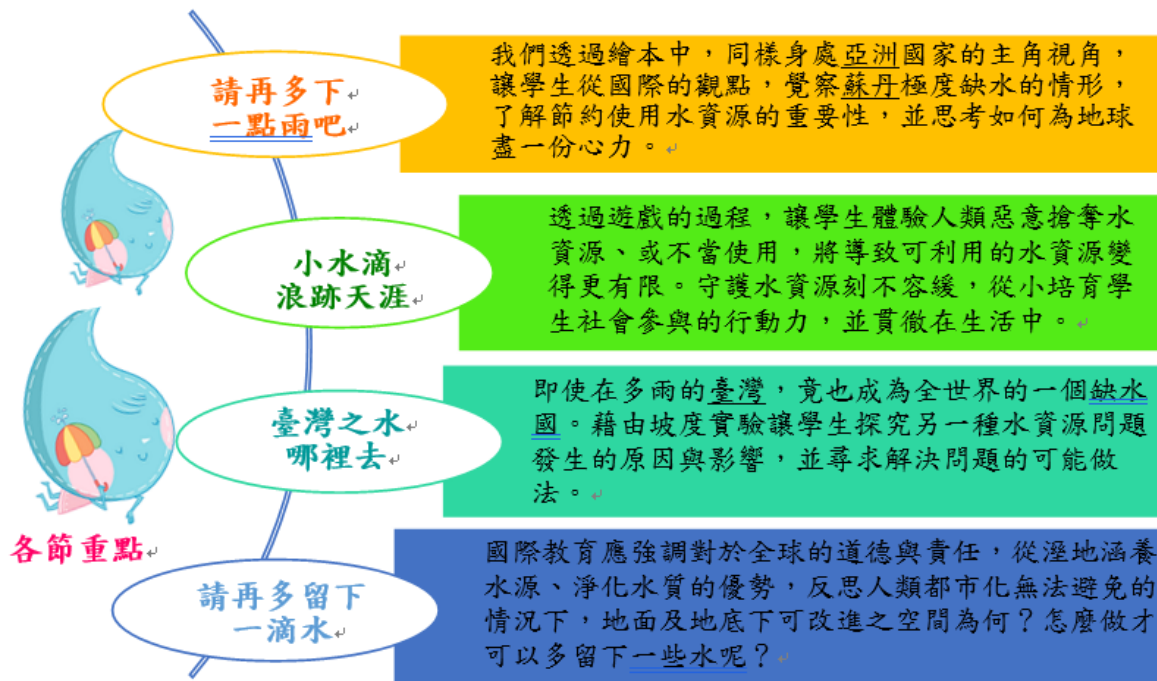 請再多下
一點雨吧
我們透過繪本中，同樣身處亞洲國家的主角視角，
讓學生從國際的觀點，覺察蘇丹極度缺水的情形，
了解節約使用水資源的重要性，並思考如何為地球
盡一份心力。
小水滴
浪跡天涯
透過遊戲的過程，讓學生體驗人類惡意搶奪水
資源、或不當使用，將導致可利用的水資源變
得更有限。守護水資源刻不容緩，從小培育學
生社會參與的行動力，並貫徹在生活中。
臺灣之水
哪裡去
即使在多雨的臺灣，竟也成為全世界的一個缺水
國。藉由坡度實驗讓學生探究另一種水資源問題
發生的原因與影響，並尋求解決問題的可能做
法。
各節重點
請再多留下
一滴水
國際教育應強調對於全球的道德與責任，從溼地涵養
水源、淨化水質的優勢，反思人類都市化無法避免的
情況下，地面及地底下可改進之空間為何？怎麼做才
可以多留下一些水呢？